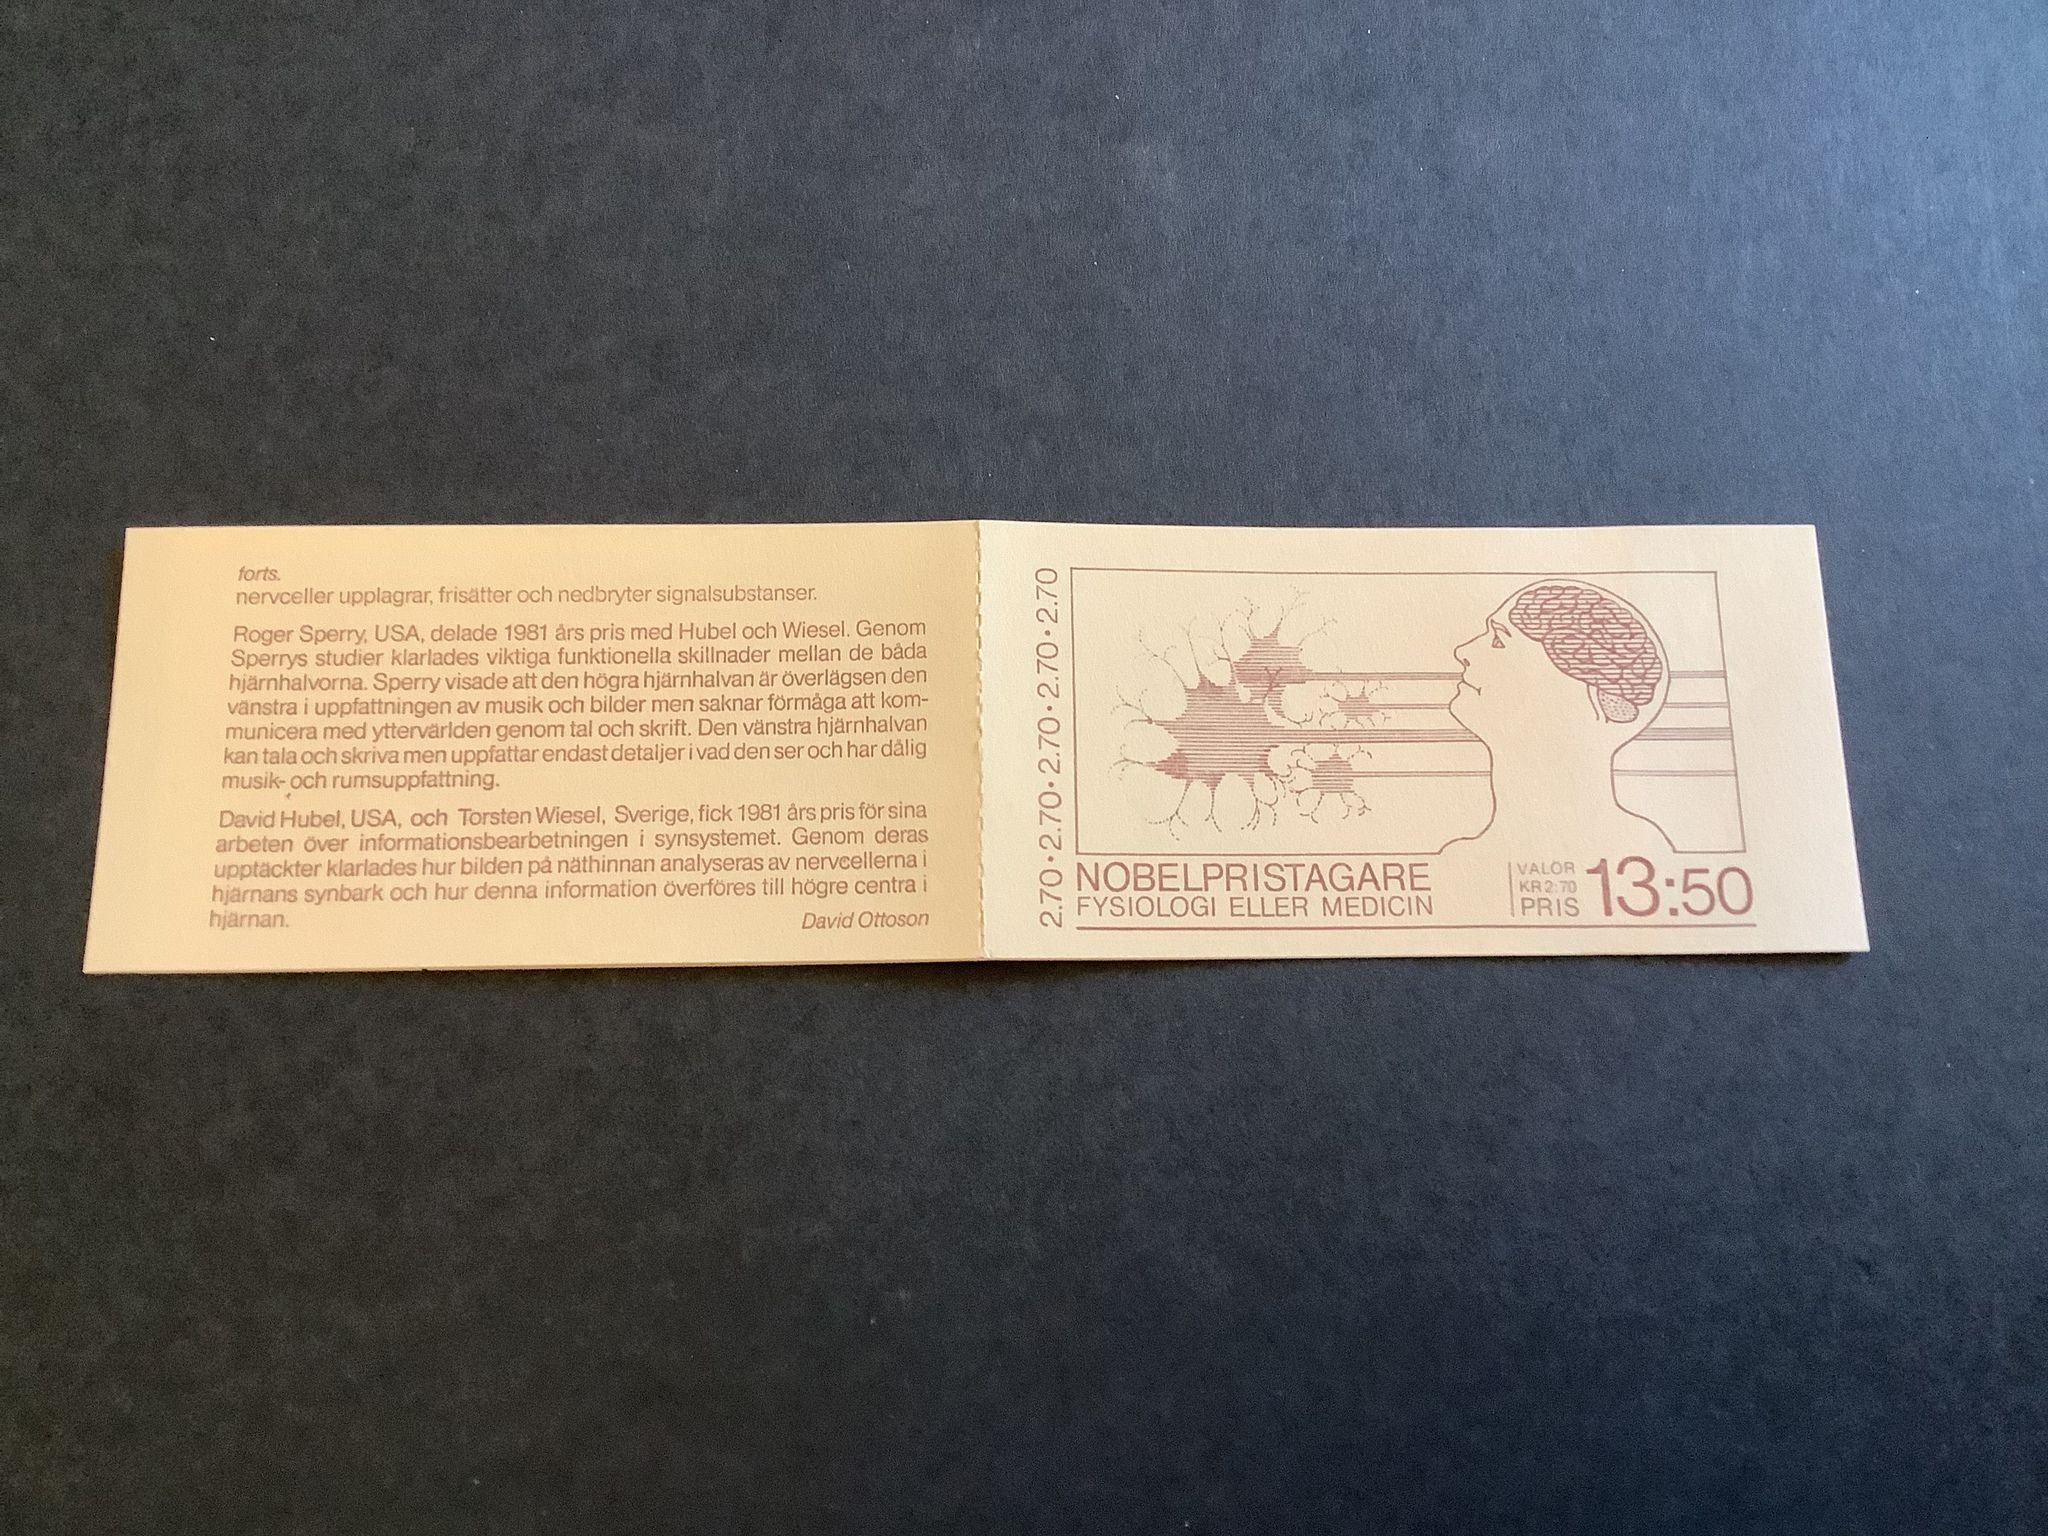 forts.
nervceller upplagrar, frisätter och nedbryter signalsubstanser.
Roger Sperry, USA, delade 1981 års pris med Hubel och Wiesel. Genom
Sperrys studier klarlades viktiga funktionella skillnader mellan de båda
hjärnhalvorna. Sperry visade att den högra hjärnhalvan är överlägsen den
vänstra i uppfattningen av musik och bilder men saknar förmåga att kom-
municera med yttervärlden genom tal och skrift. Den vänstra hjärnhalvan
kan tala och skriva men uppfattar endast detaljer i vad den ser och har dålig
musik- och rumsuppfattning.
David Hubel, USA, och Torsten Wiesel, Sverige, fick 1981 års pris för sina
arbeten över informationsbearbetningen i synsystemet. Genom deras
upptäckter klarlades hur bilden på näthinnan analyseras av nervcellerna i
hjärnans synbark och hur denna information överföres till högre centra i
hjärnan.
David Ottoson
2.70·2.70·2.70·2.70·2.70
NOBELPRISTAGARE
FYSIOLOGI ELLER MEDICIN
VALÖR
KR 2:70
PRIS 13:50